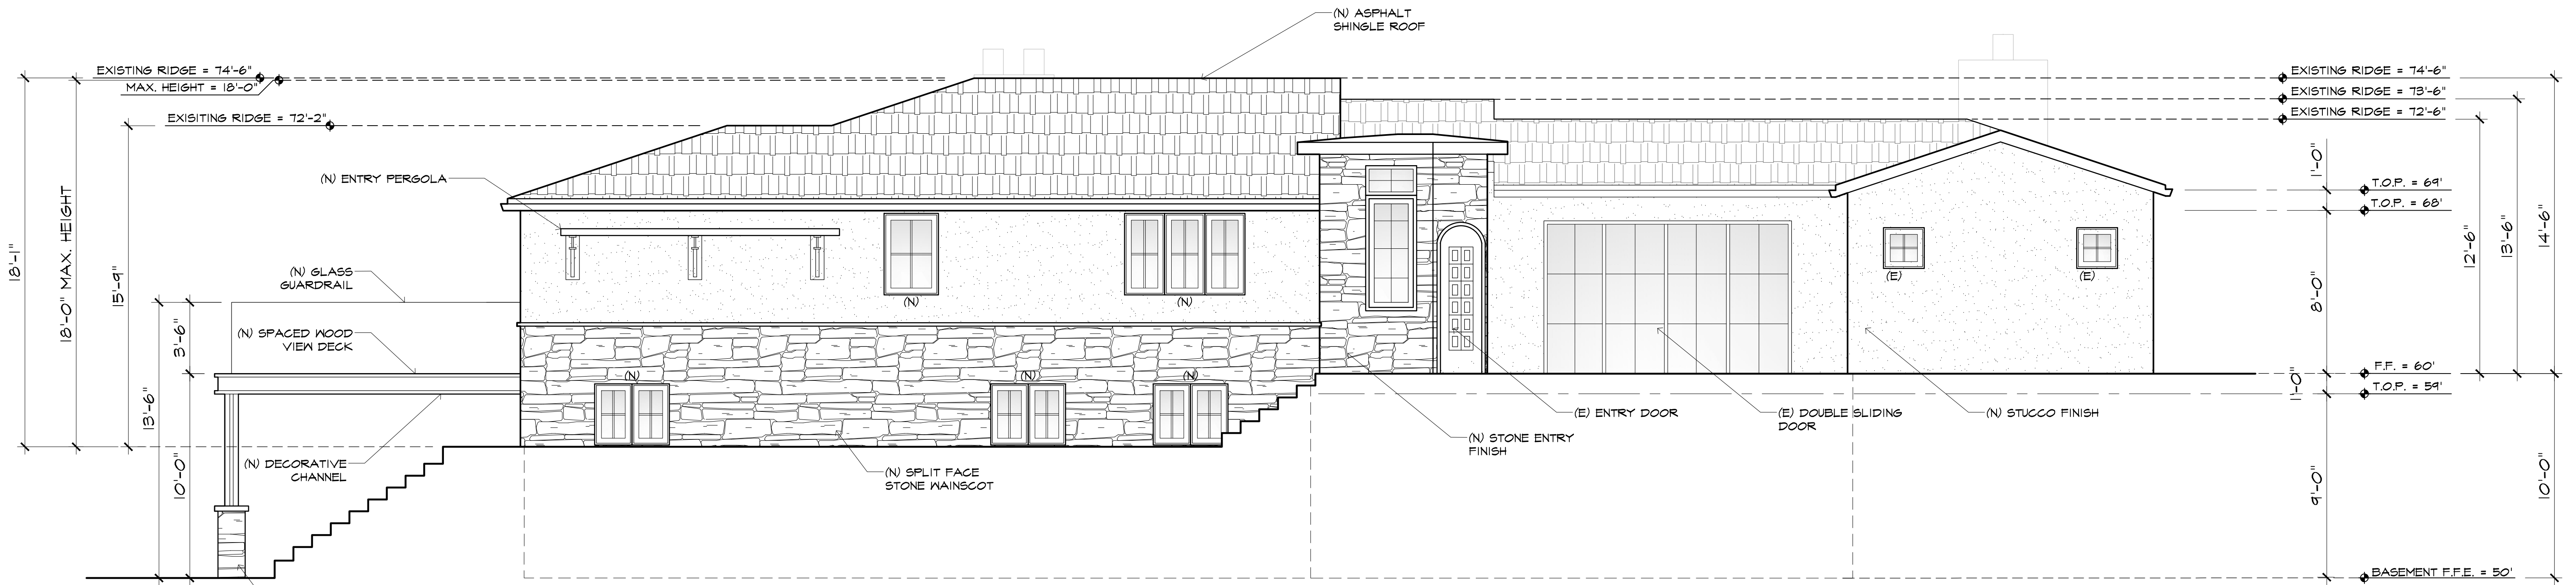 (N) ASPHALT
SHINGLE ROOF
EXISTING RIDGE = 74'-6"
MAX. HEIGHT = 18'-0"
EXISITING RIDGE = 72'-2"
EXISTING RIDGE = 74'-6"
EXISTING RIDGE = 73'-6"
EXISTING RIDGE = 72'-6"
(N) ENTRY PERGOLA
(N) GLASS
GUARDRAIL
(N) SPACED WOOD
VIEW DECK
(N) DECORATIVE
CHANNEL
18'-1"
18'-0" MAX. HEIGHT
15'-9"
13'-6"
3'-6"
10'-0"
(N)
(N)
(N)
(N)
(N)
(E)
(E)
(N) SPLIT FACE
STONE WAINSCOT
(N) STONE ENTRY
FINISH
(E) ENTRY DOOR
(E) DOUBLE SLIDING
DOOR
(N) STUCCO FINISH
1'-0"
T.O.P. = 69'
T.O.P. = 68'
8'-0"
12'-6"
13'-6"
14'-6"
F.F. = 60'
T.O.P. = 59'
1'-0"
9'-0"
10'-0"
BASEMENT F.F.E. = 50'